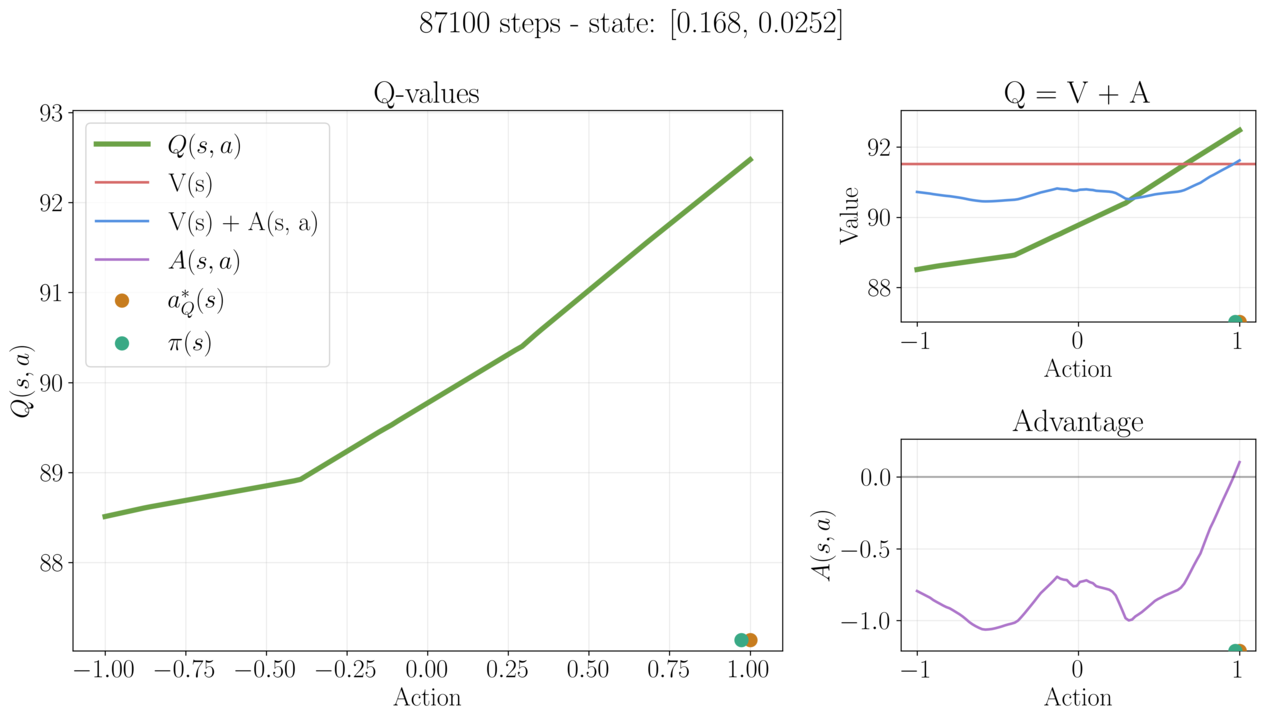 87100 steps - state: [0.168, 0.0252]
Q-values
93
92
91
90
89
88
Q(s, a)
−1.00 −0.75 −0.50 −0.25 0.00 0.25 0.50 0.75 1.00
Action
Q(s, a)
V(s)
V(s) + A(s, a)
A(s, a)
a*_Q(s)
π(s)
Q = V + A
92
90
88
Value
−1 0 1
Action
Advantage
0.0
−0.5
−1.0
A(s, a)
−1 0 1
Action